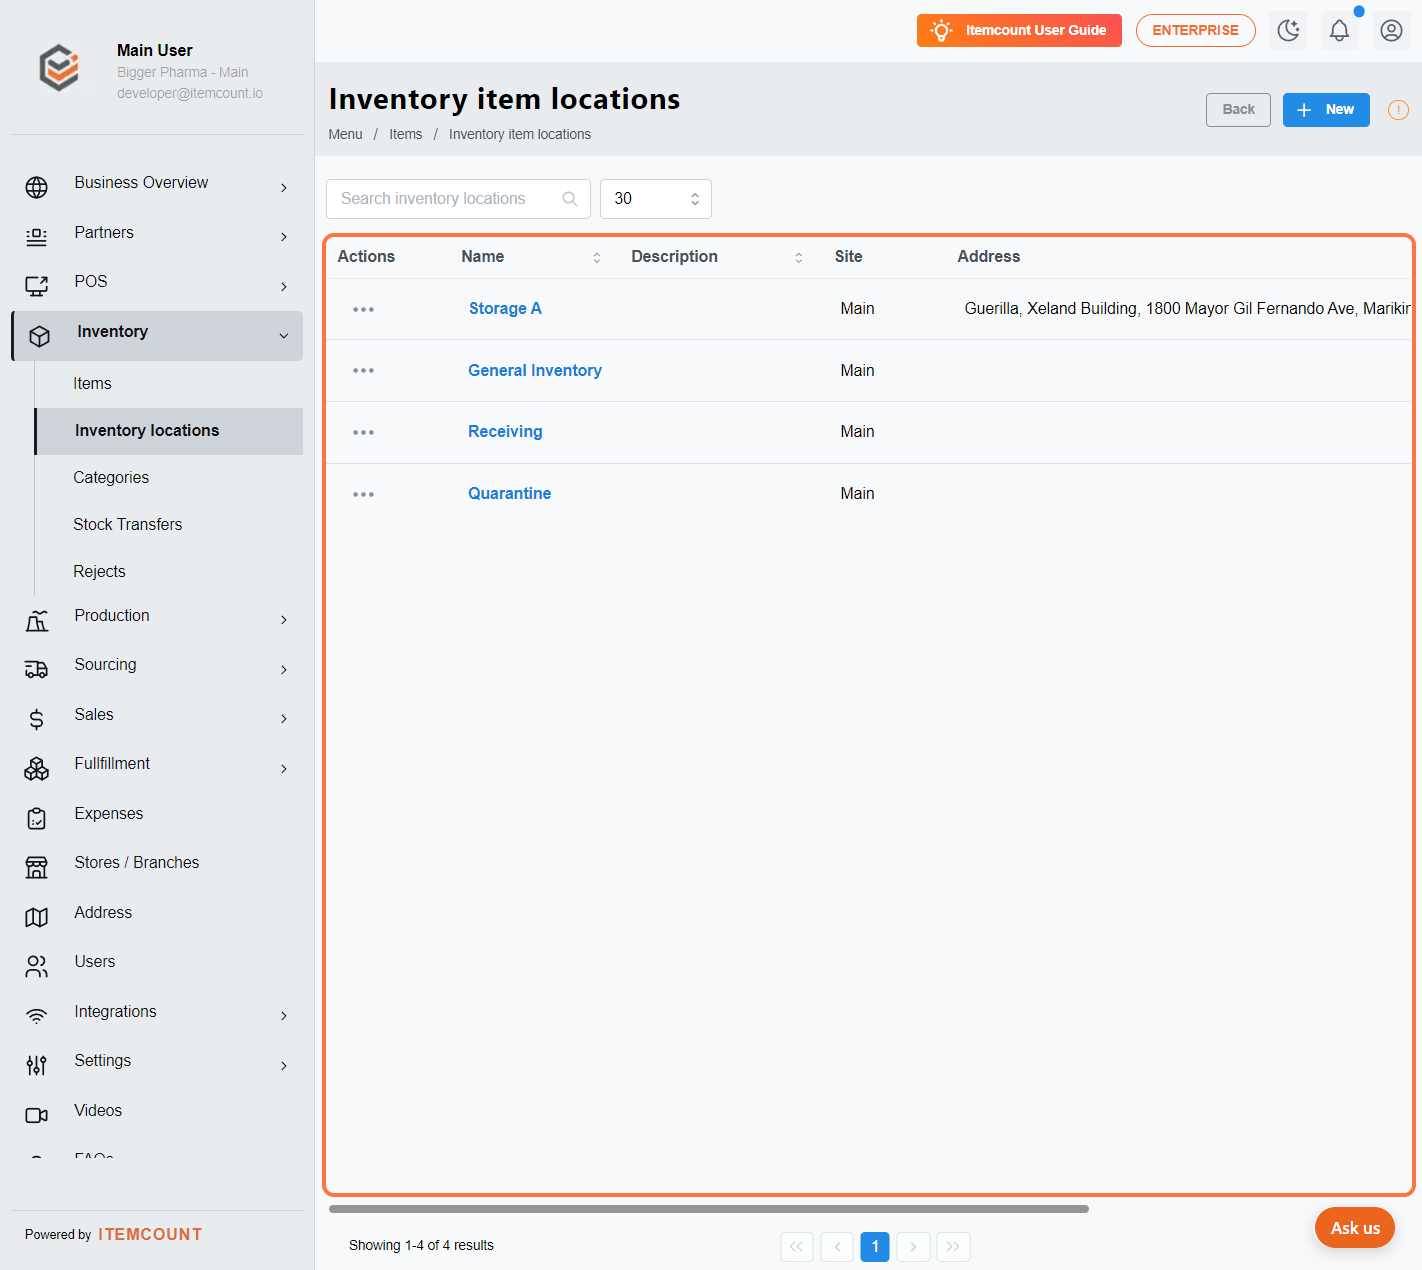 Main User
Bigger Pharma - Main
developer@itemcount.io
Itemcount User Guide
ENTERPRISE
Inventory item locations
Menu / Items / Inventory item locations
Back
New
Business Overview
Partners
POS
Inventory
Items
Inventory locations
Categories
Stock Transfers
Rejects
Production
Sourcing
Sales
Fullfillment
Expenses
Stores / Branches
Address
Users
Integrations
Settings
Videos
FAQs
Powered by ITEMCOUNT
Search inventory locations
30
Actions Name Description Site Address
Storage A Main Guerilla, Xeland Building, 1800 Mayor Gil Fernando Ave, Marikin
General Inventory Main
Receiving Main
Quarantine Main
Showing 1-4 of 4 results
1
Ask us